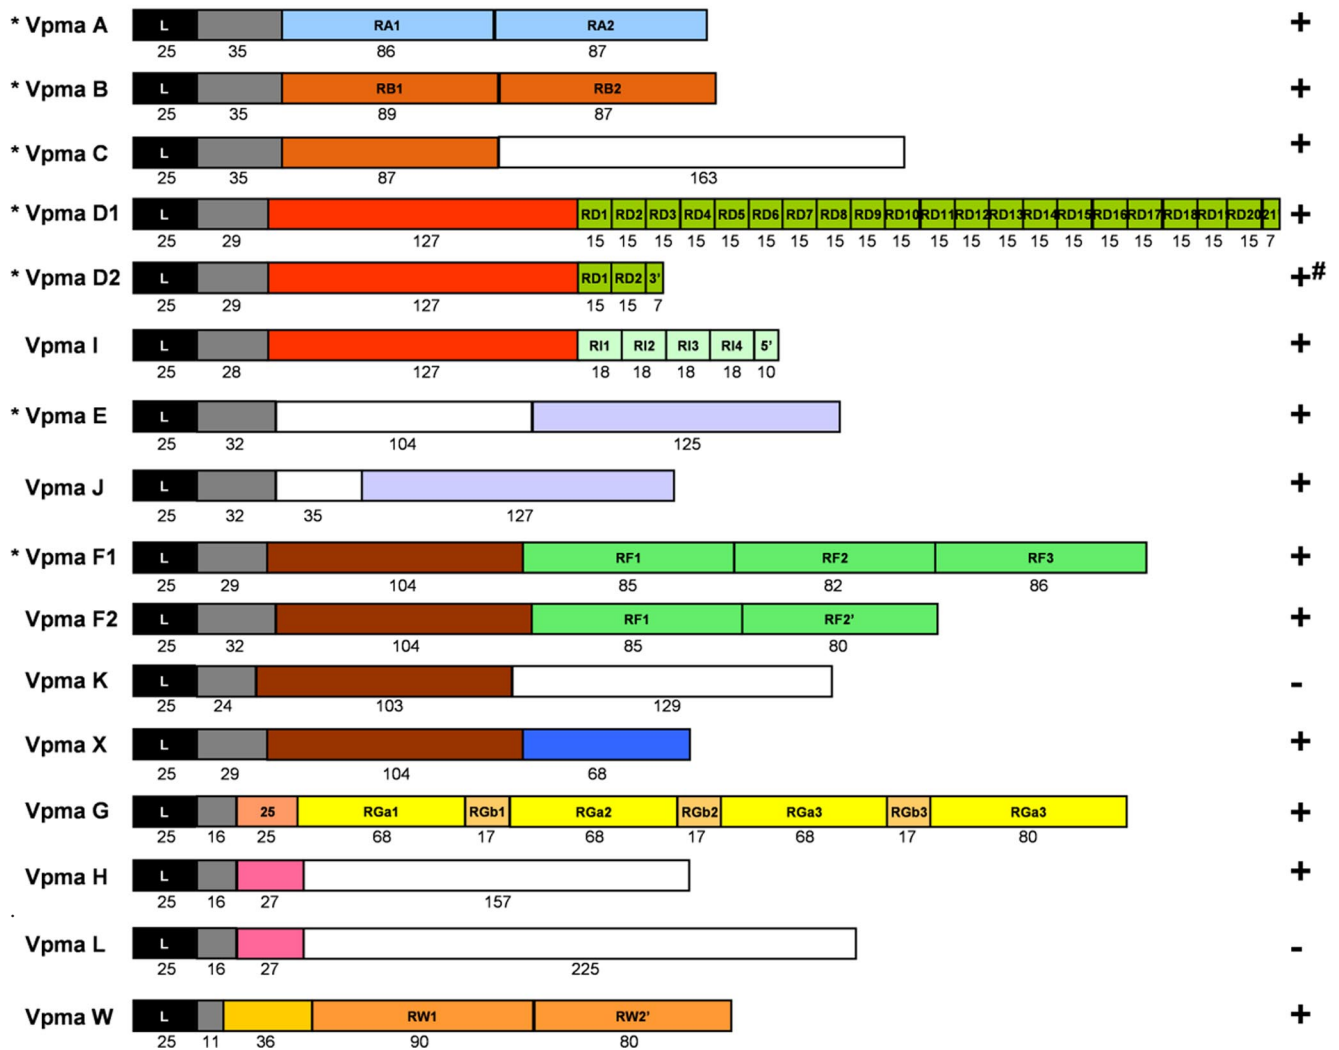 * Vpma A L RA1 RA2 +
25 35 86 87
* Vpma B L RB1 RB2 +
25 35 89 87
* Vpma C L +
25 35 87 163
* Vpma D1 L RD1 RD2 RD3 RD4 RD5 RD6 RD7 RD8 RD9 RD10 RD11 RD12 RD13 RD14 RD15 RD16 RD17 RD18 RD1 RD20 21' +
25 29 127 15 15 15 15 15 15 15 15 15 15 15 15 15 15 15 15 15 15 15 15 7
* Vpma D2 L RD1 RD2 3' +#
25 29 127 15 15 7
Vpma I L RI1 RI2 RI3 RI4 5' +
25 28 127 18 18 18 18 10
* Vpma E L +
25 32 104 125
Vpma J L +
25 32 35 127
* Vpma F1 L RF1 RF2 RF3 +
25 29 104 85 82 86
Vpma F2 L RF1 RF2' +
25 32 104 85 80
Vpma K L -
25 24 103 129
Vpma X L +
25 29 104 68
Vpma G L 25 RGa1 RGb1 RGa2 RGb2 RGa3 RGb3 RGa3 +
25 16 25 68 17 68 17 68 17 80
Vpma H L +
25 16 27 157
Vpma L L -
25 16 27 225
Vpma W L RW1 RW2' +
25 11 36 90 80